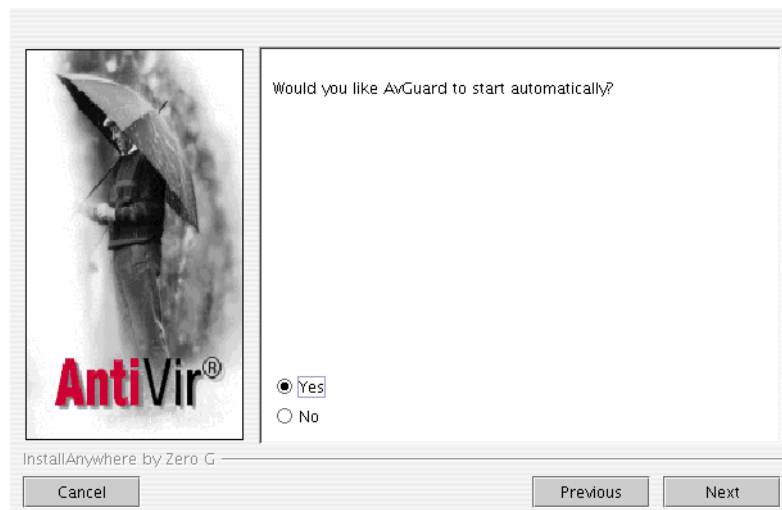 Would you like AvGuard to start automatically?
AntiVir®
Yes
No
InstallAnywhere by Zero G
Cancel
Previous
Next